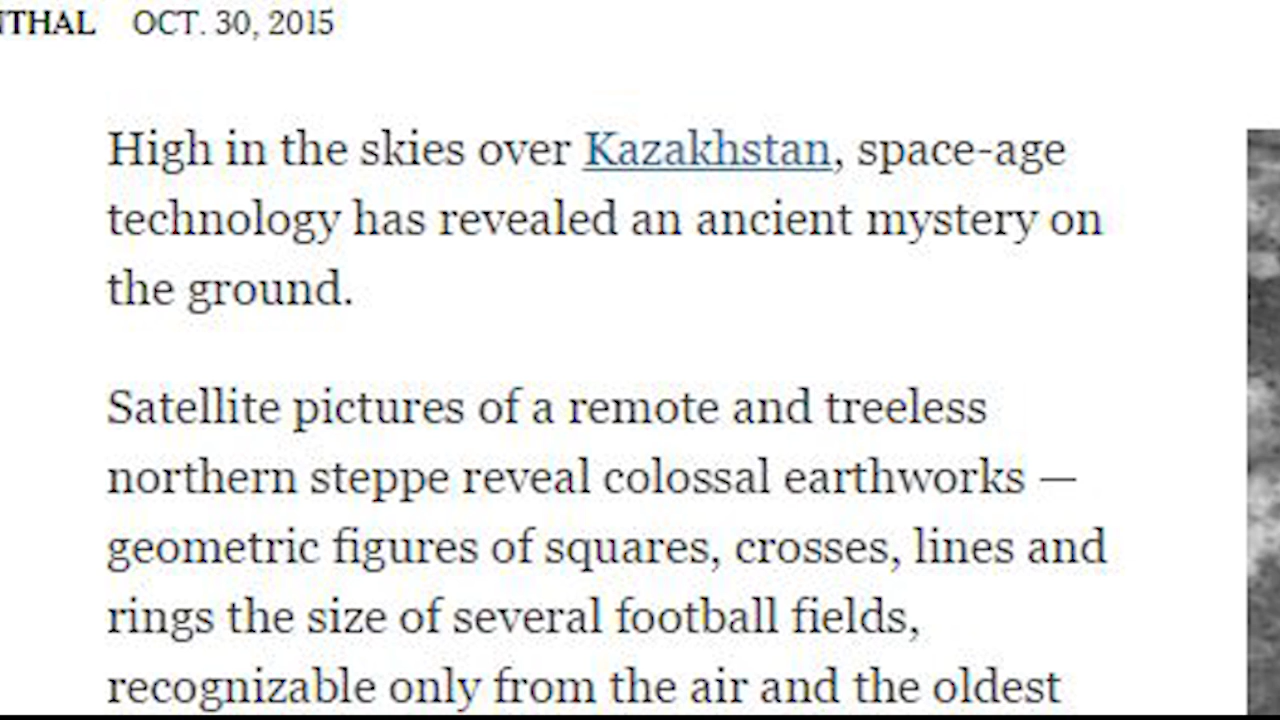 NTHAL OCT. 30, 2015
High in the skies over Kazakhstan, space-age
technology has revealed an ancient mystery on
the ground.
Satellite pictures of a remote and treeless
northern steppe reveal colossal earthworks —
geometric figures of squares, crosses, lines and
rings the size of several football fields,
recognizable only from the air and the oldest